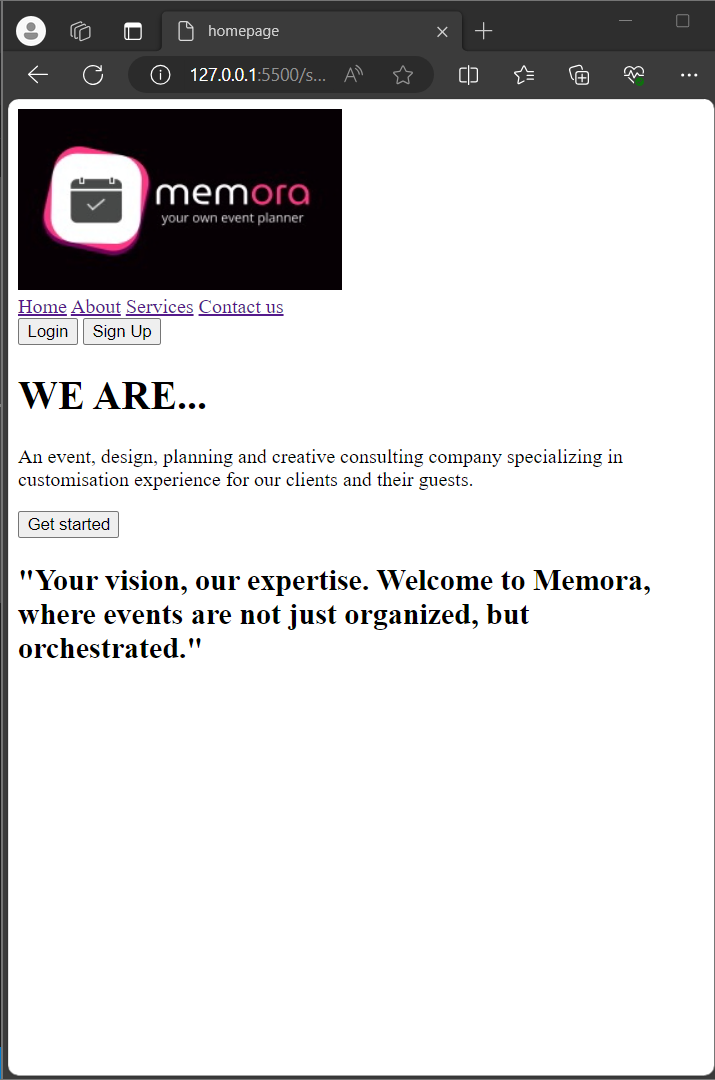 homepage
127.0.0.1:5500/s...
memora
your own event planner
Home About Services Contact us
Login Sign Up
WE ARE...
An event, design, planning and creative consulting company specializing in
customisation experience for our clients and their guests.
Get started
"Your vision, our expertise. Welcome to Memora,
where events are not just organized, but
orchestrated."